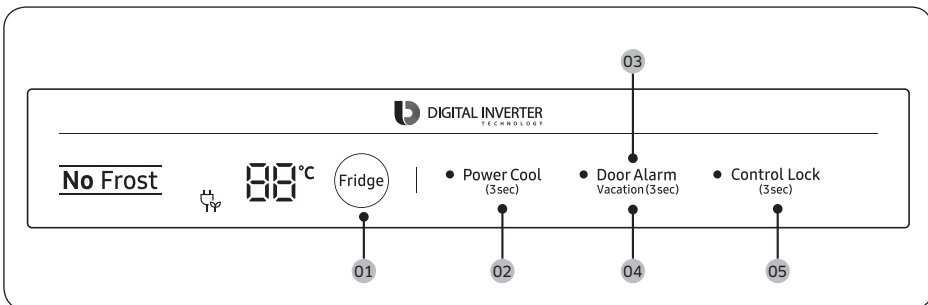 03
DIGITAL INVERTER
TECHNOLOGY
No Frost
88°C
Fridge
Power Cool
(3sec)
Door Alarm
Vacation (3sec)
Control Lock
(3sec)
01
02
04
05